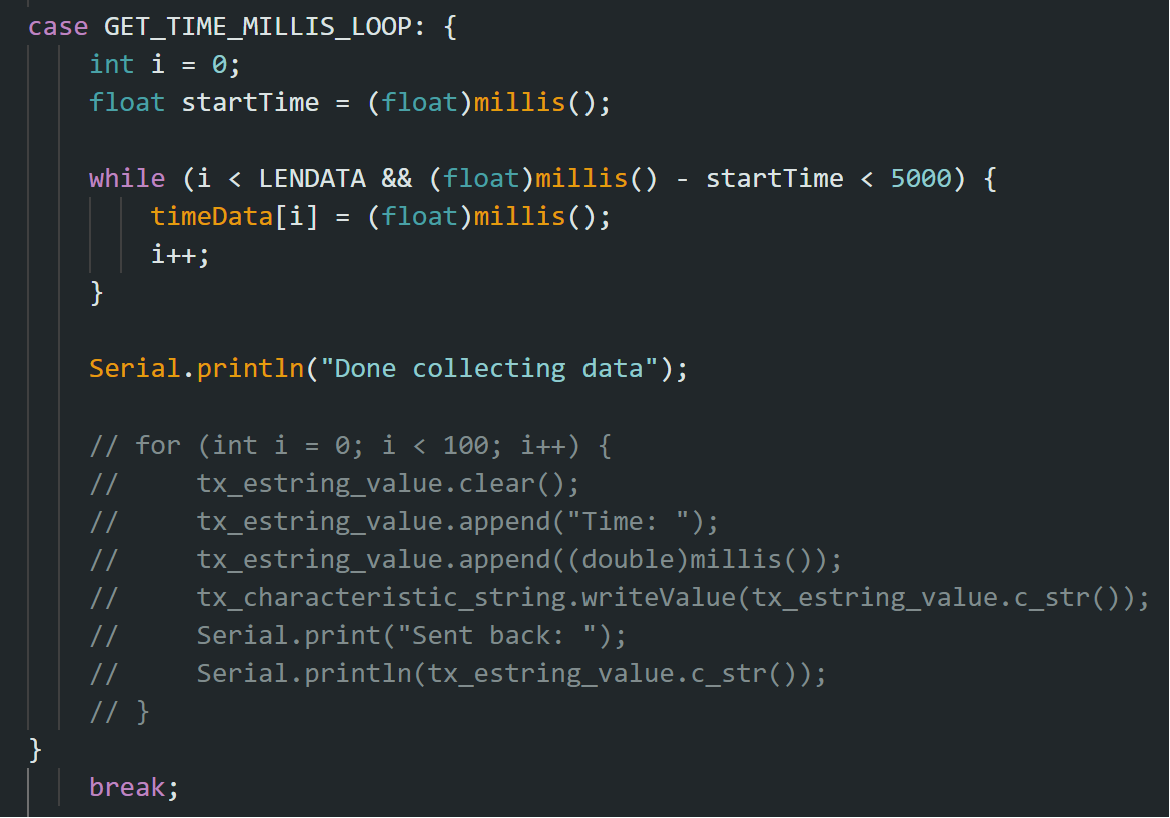 case GET_TIME_MILLIS_LOOP: {
    int i = 0;
    float startTime = (float)millis();

    while (i < LENDATA && (float)millis() - startTime < 5000) {
        timeData[i] = (float)millis();
        i++;
    }

    Serial.println("Done collecting data");

    // for (int i = 0; i < 100; i++) {
    //     tx_estring_value.clear();
    //     tx_estring_value.append("Time: ");
    //     tx_estring_value.append((double)millis());
    //     tx_characteristic_string.writeValue(tx_estring_value.c_str());
    //     Serial.print("Sent back: ");
    //     Serial.println(tx_estring_value.c_str());
    // }
}
    break;